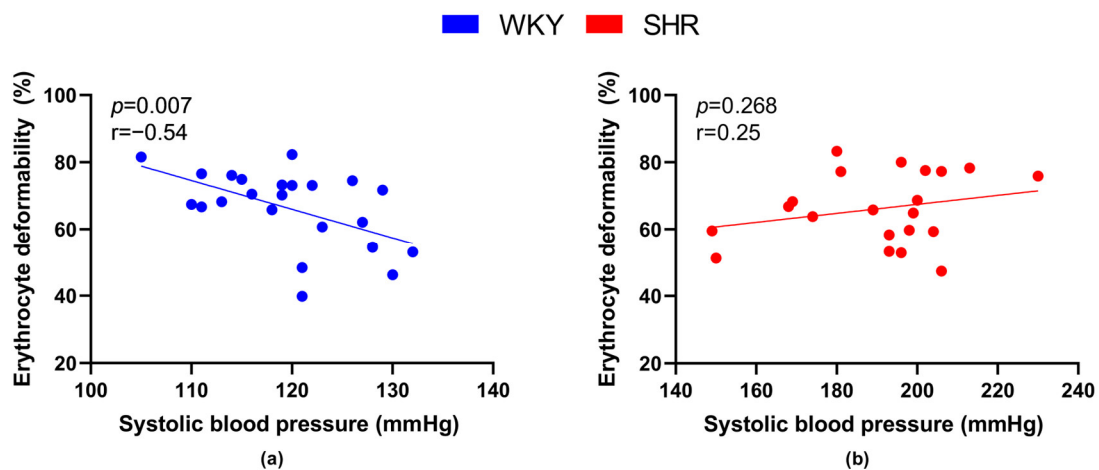 WKY SHR
Erythrocyte deformability (%)
100
80
60
40
20
p=0.007
r=−0.54
100 110 120 130 140
Systolic blood pressure (mmHg)
(a)
Erythrocyte deformability (%)
100
80
60
40
20
p=0.268
r=0.25
140 160 180 200 220 240
Systolic blood pressure (mmHg)
(b)